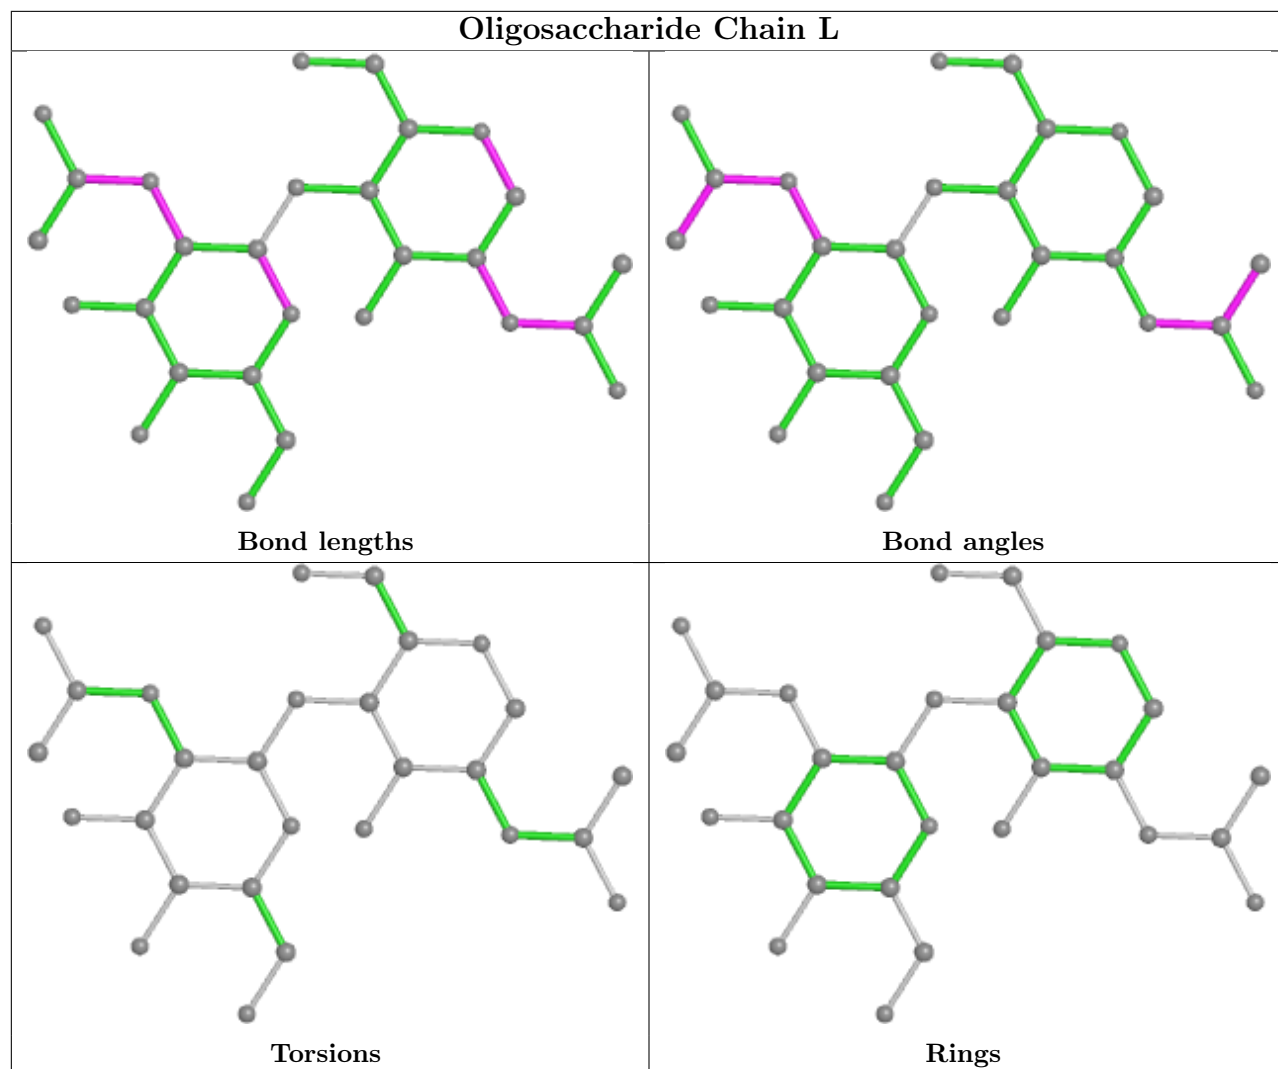 Oligosaccharide Chain L
Bond lengths
Bond angles
Torsions
Rings